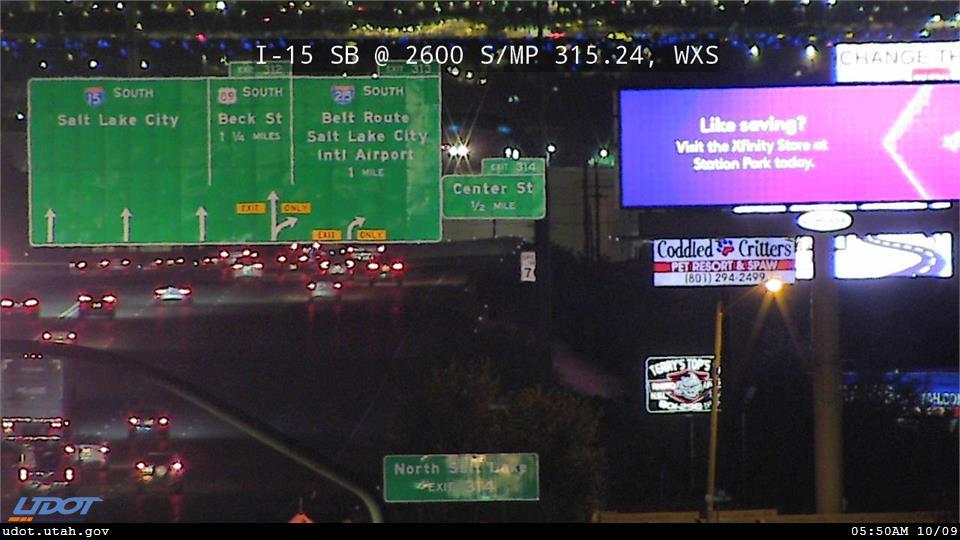 I-15 SB @ 2600 S/MP 315.24, WXS
CHANGE TH
EXIT 312
EXIT 313
15 SOUTH
Salt Lake City
89 SOUTH
Beck St
1 ¼ MILES
215 SOUTH
Belt Route
Salt Lake City
Intl Airport
1 MILE
EXIT ONLY
EXIT ONLY
EXIT 314
Center St
½ MILE
Like saving?
Visit the Xfinity Store at
Station Park today.
Coddled Critters
PET RESORT & SPAW
(801) 294-2499
7
TERRY'S TOPS
North Salt Lake
EXIT 314
UDOT
udot.utah.gov
05:50AM 10/09